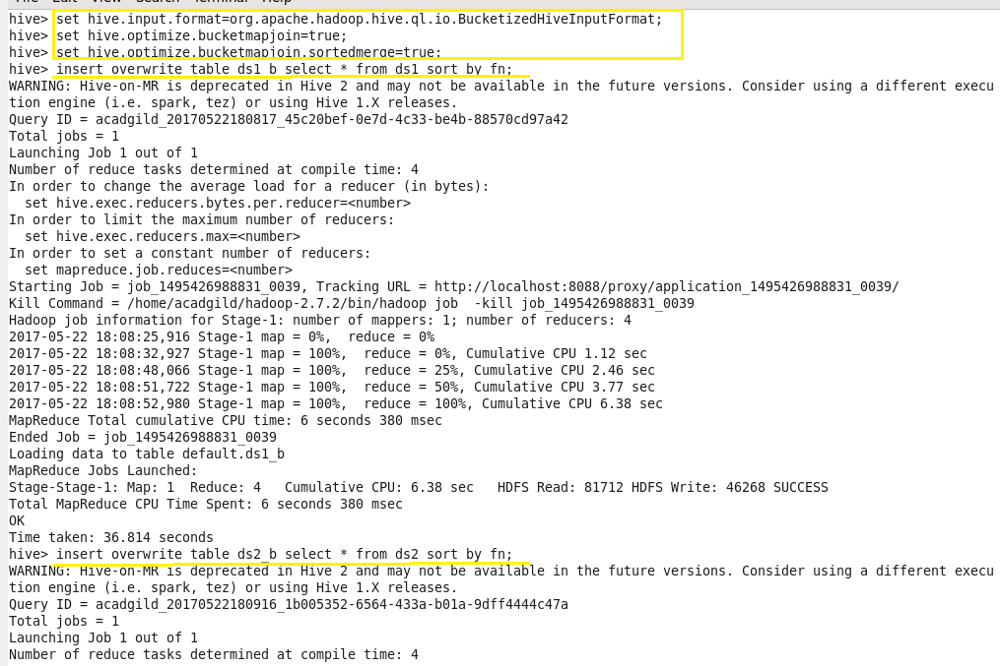 File Edit View Search Terminal Help
hive> set hive.input.format=org.apache.hadoop.hive.ql.io.BucketizedHiveInputFormat;
hive> set hive.optimize.bucketmapjoin=true;
hive> set hive.optimize.bucketmapjoin.sortedmerge=true;
hive> insert overwrite table ds1_b select * from ds1 sort by fn;
WARNING: Hive-on-MR is deprecated in Hive 2 and may not be available in the future versions. Consider using a different execu
tion engine (i.e. spark, tez) or using Hive 1.X releases.
Query ID = acadgild_20170522180817_45c20bef-0e7d-4c33-be4b-88570cd97a42
Total jobs = 1
Launching Job 1 out of 1
Number of reduce tasks determined at compile time: 4
In order to change the average load for a reducer (in bytes):
  set hive.exec.reducers.bytes.per.reducer=<number>
In order to limit the maximum number of reducers:
  set hive.exec.reducers.max=<number>
In order to set a constant number of reducers:
  set mapreduce.job.reduces=<number>
Starting Job = job_1495426988831_0039, Tracking URL = http://localhost:8088/proxy/application_1495426988831_0039/
Kill Command = /home/acadgild/hadoop-2.7.2/bin/hadoop job  -kill job_1495426988831_0039
Hadoop job information for Stage-1: number of mappers: 1; number of reducers: 4
2017-05-22 18:08:25,916 Stage-1 map = 0%,  reduce = 0%
2017-05-22 18:08:32,927 Stage-1 map = 100%,  reduce = 0%, Cumulative CPU 1.12 sec
2017-05-22 18:08:48,066 Stage-1 map = 100%,  reduce = 25%, Cumulative CPU 2.46 sec
2017-05-22 18:08:51,722 Stage-1 map = 100%,  reduce = 50%, Cumulative CPU 3.77 sec
2017-05-22 18:08:52,980 Stage-1 map = 100%,  reduce = 100%, Cumulative CPU 6.38 sec
MapReduce Total cumulative CPU time: 6 seconds 380 msec
Ended Job = job_1495426988831_0039
Loading data to table default.ds1_b
MapReduce Jobs Launched:
Stage-Stage-1: Map: 1  Reduce: 4   Cumulative CPU: 6.38 sec   HDFS Read: 81712 HDFS Write: 46268 SUCCESS
Total MapReduce CPU Time Spent: 6 seconds 380 msec
OK
Time taken: 36.814 seconds
hive> insert overwrite table ds2_b select * from ds2 sort by fn;
WARNING: Hive-on-MR is deprecated in Hive 2 and may not be available in the future versions. Consider using a different execu
tion engine (i.e. spark, tez) or using Hive 1.X releases.
Query ID = acadgild_20170522180916_1b005352-6564-433a-b01a-9dff4444c47a
Total jobs = 1
Launching Job 1 out of 1
Number of reduce tasks determined at compile time: 4